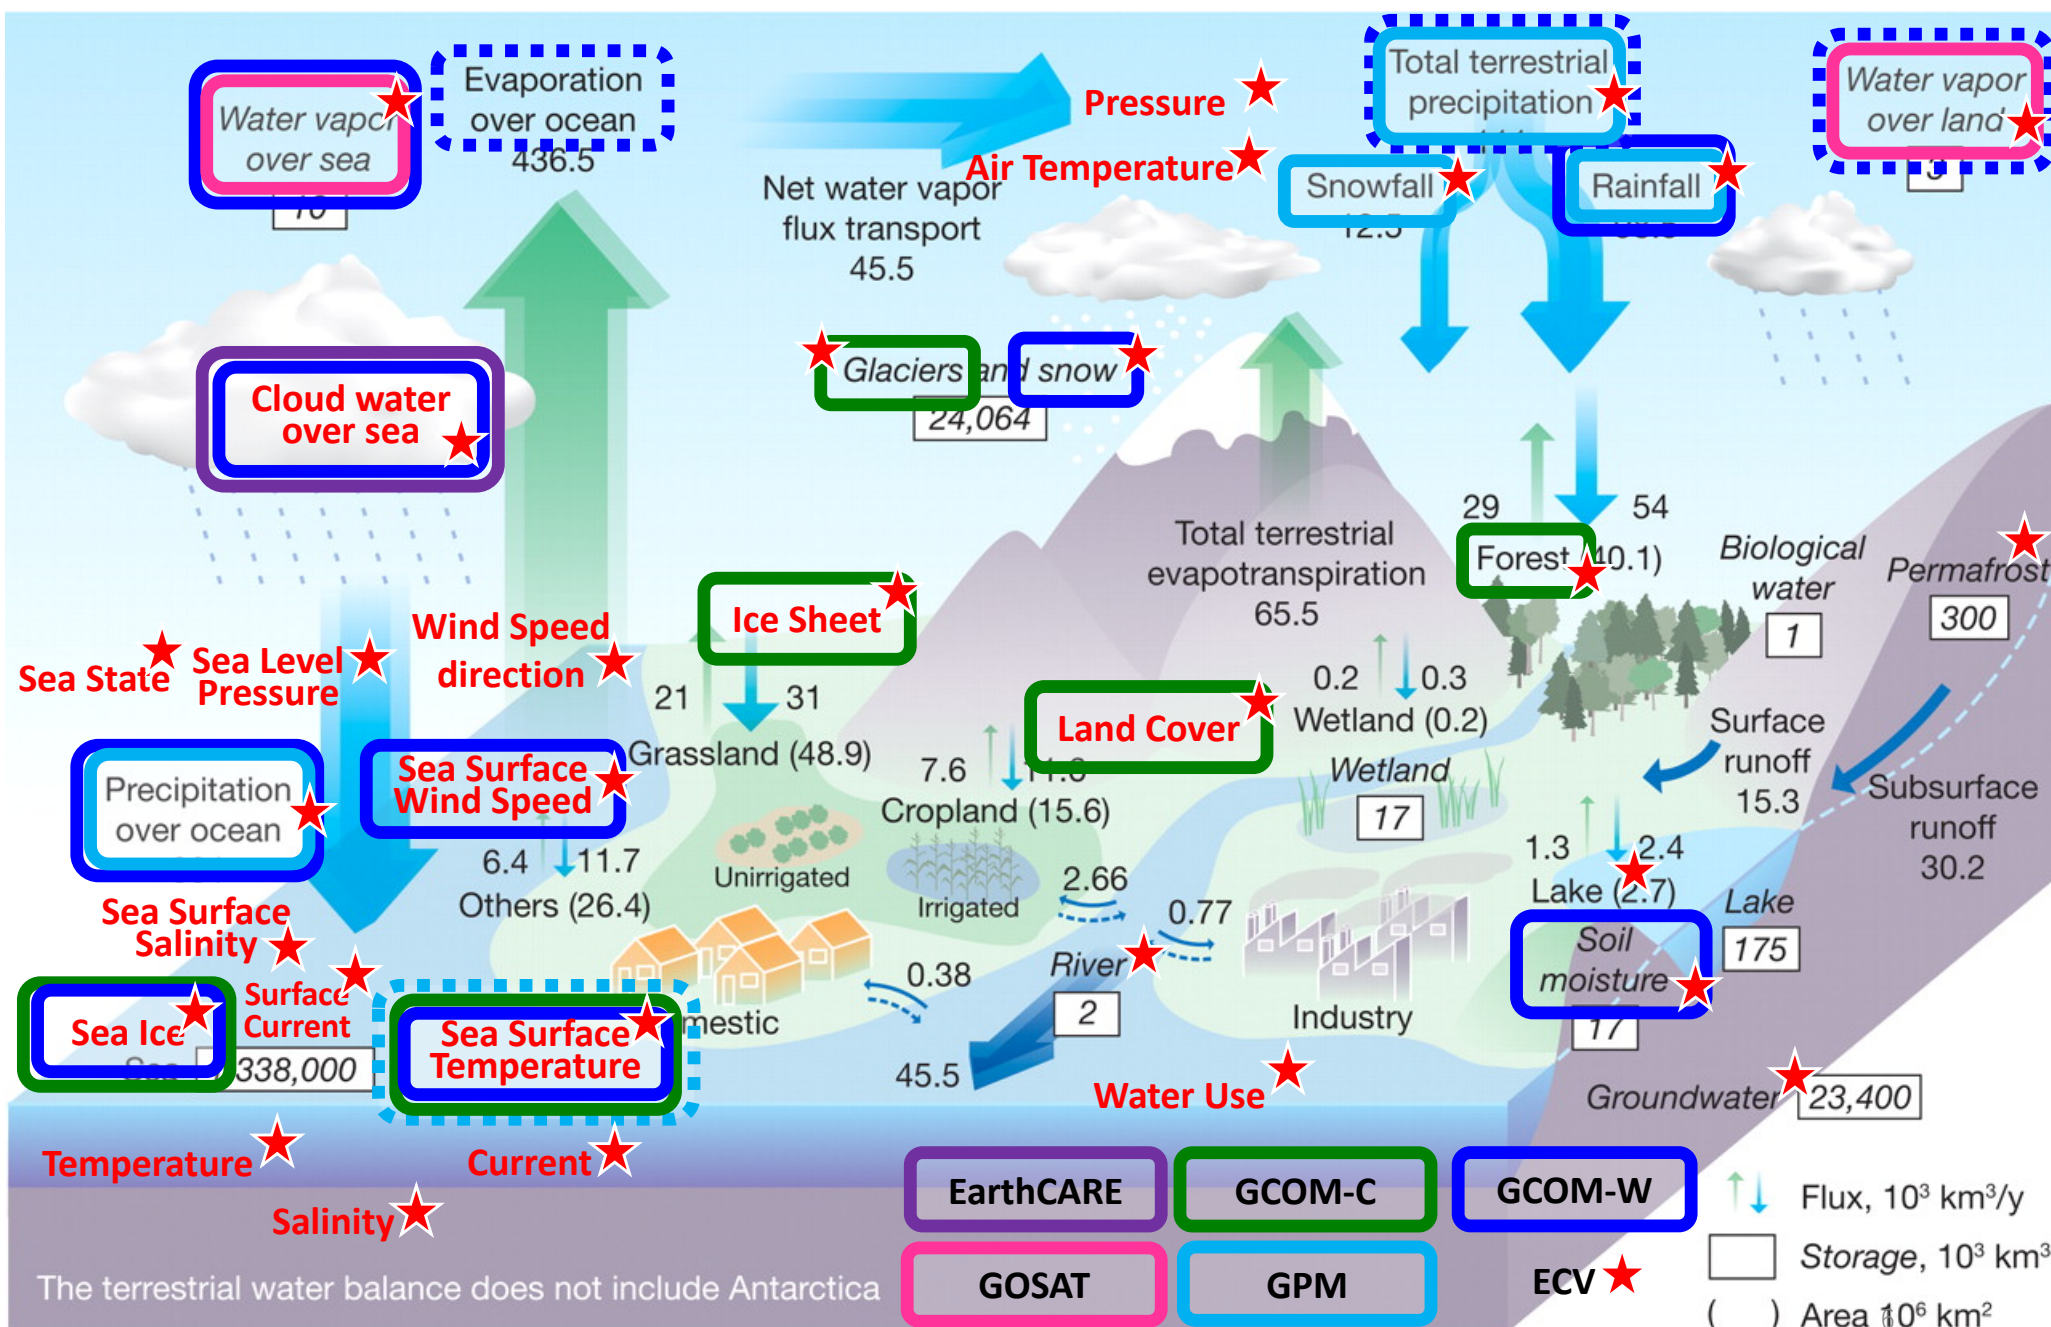 Water vapor
over sea
10
Evaporation
over ocean
436.5
Net water vapor
flux transport
45.5
Pressure
Air Temperature
Total terrestrial
precipitation
Snowfall
12.5
Rainfall
Water vapor
over land
3
Cloud water
over sea
Glaciers and snow
24,064
Total terrestrial
evapotranspiration
65.5
29
54
Forest (40.1)
Biological
water
1
Permafrost
300
Ice Sheet
Sea State
Sea Level
Pressure
Wind Speed
direction
21
31
Grassland (48.9)
Land Cover
0.2
0.3
Wetland (0.2)
Wetland
17
7.6
Cropland (15.6)
Surface
runoff
15.3
Subsurface
runoff
30.2
Precipitation
over ocean
Sea Surface
Wind Speed
6.4
11.7
Others (26.4)
Unirrigated
Irrigated
2.66
0.77
1.3
2.4
Lake (2.7)
Lake
175
Soil
moisture
17
Sea Surface
Salinity
Surface
Current
Sea Ice
Sea
338,000
Sea Surface
Temperature
0.38
River
2
Industry
45.5
Water Use
Groundwater
23,400
Temperature
Current
Salinity
EarthCARE
GCOM-C
GCOM-W
GOSAT
GPM
ECV
Flux, 10³ km³/y
Storage, 10³ km³
( ) Area 10⁶ km²
The terrestrial water balance does not include Antarctica